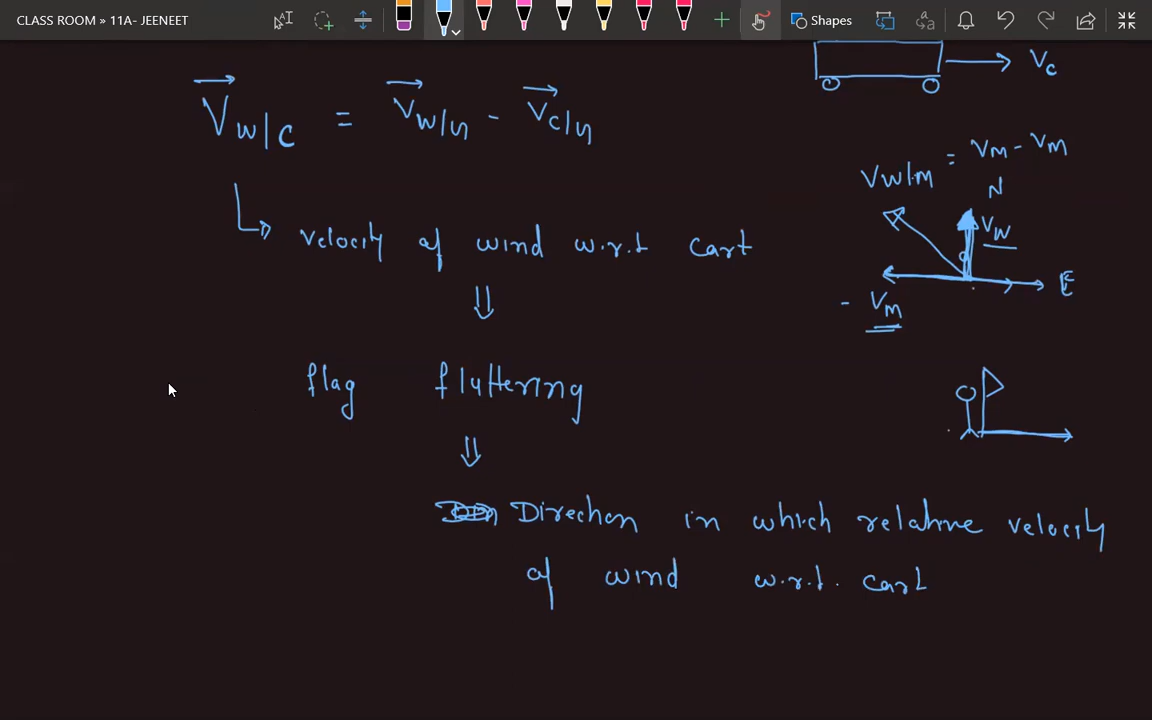 CLASS ROOM » 11A- JEENEET
Shapes
Vc
Vw/c = Vw/η - Vc/η
Vw/m = Vm - Vm
N
Vw
E
- Vm
velocity of wind w.r.t cart
⇓
flag fluttering
⇓
Direction in which relative velocity
of wind w.r.t. cart